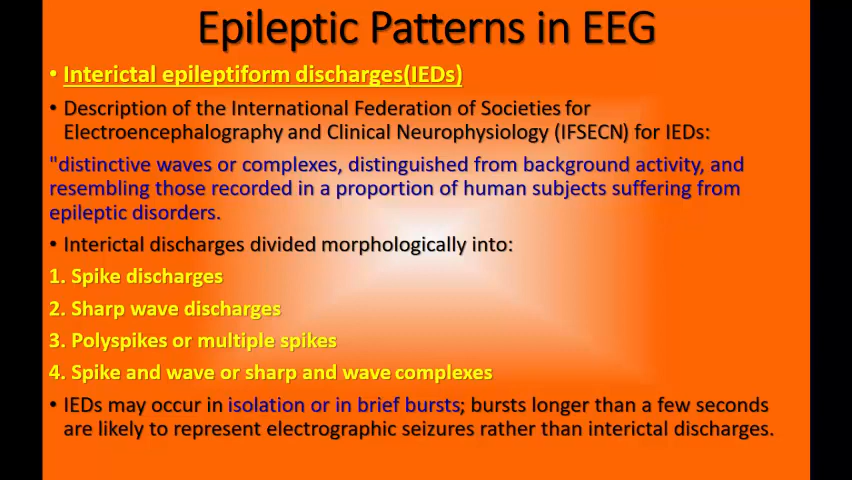 Epileptic Patterns in EEG
• Interictal epileptiform discharges(IEDs)
• Description of the International Federation of Societies for
Electroencephalography and Clinical Neurophysiology (IFSECN) for IEDs:
"distinctive waves or complexes, distinguished from background activity, and
resembling those recorded in a proportion of human subjects suffering from
epileptic disorders.
• Interictal discharges divided morphologically into:
1. Spike discharges
2. Sharp wave discharges
3. Polyspikes or multiple spikes
4. Spike and wave or sharp and wave complexes
• IEDs may occur in isolation or in brief bursts; bursts longer than a few seconds
are likely to represent electrographic seizures rather than interictal discharges.